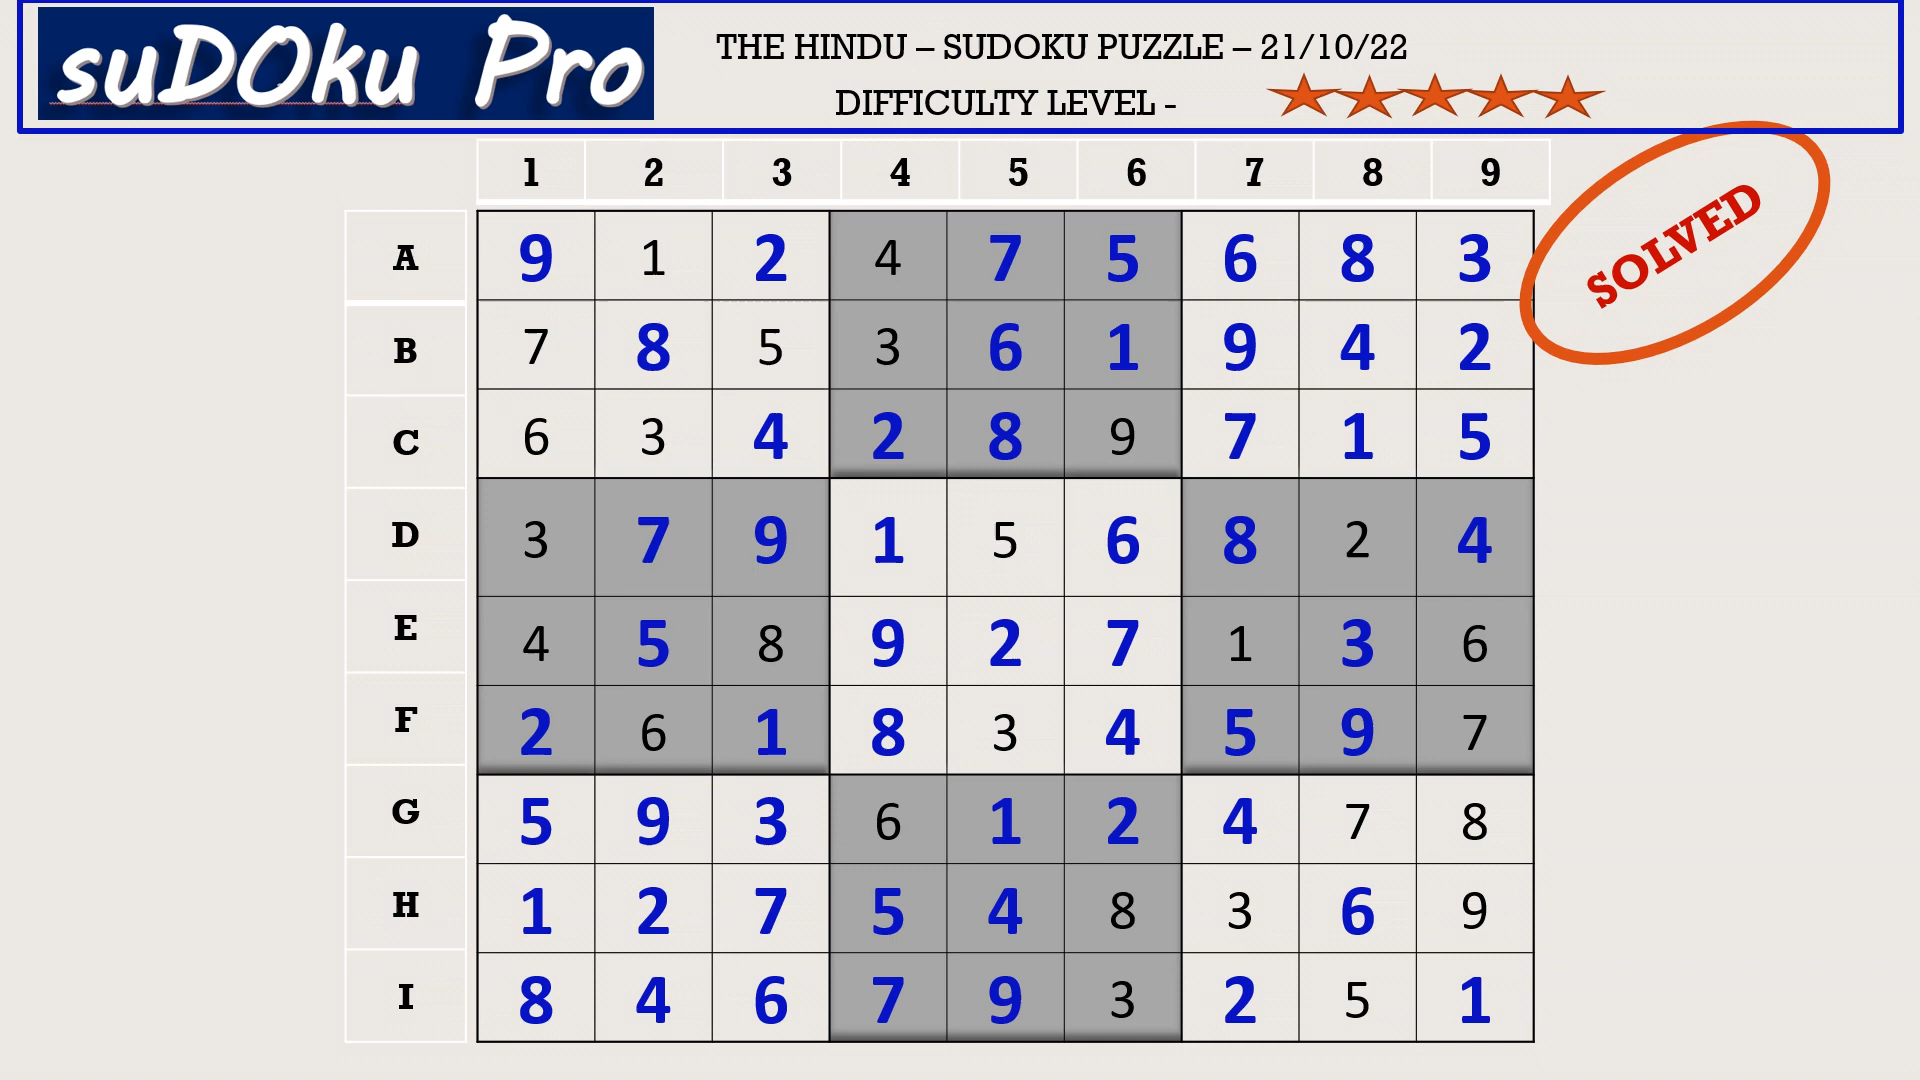 suDOku Pro
THE HINDU – SUDOKU PUZZLE – 21/10/22
DIFFICULTY LEVEL -
SOLVED
1 2 3 4 5 6 7 8 9
A 9 1 2 4 7 5 6 8 3
B 7 8 5 3 6 1 9 4 2
C 6 3 4 2 8 9 7 1 5
D 3 7 9 1 5 6 8 2 4
E 4 5 8 9 2 7 1 3 6
F 2 6 1 8 3 4 5 9 7
G 5 9 3 6 1 2 4 7 8
H 1 2 7 5 4 8 3 6 9
I 8 4 6 7 9 3 2 5 1